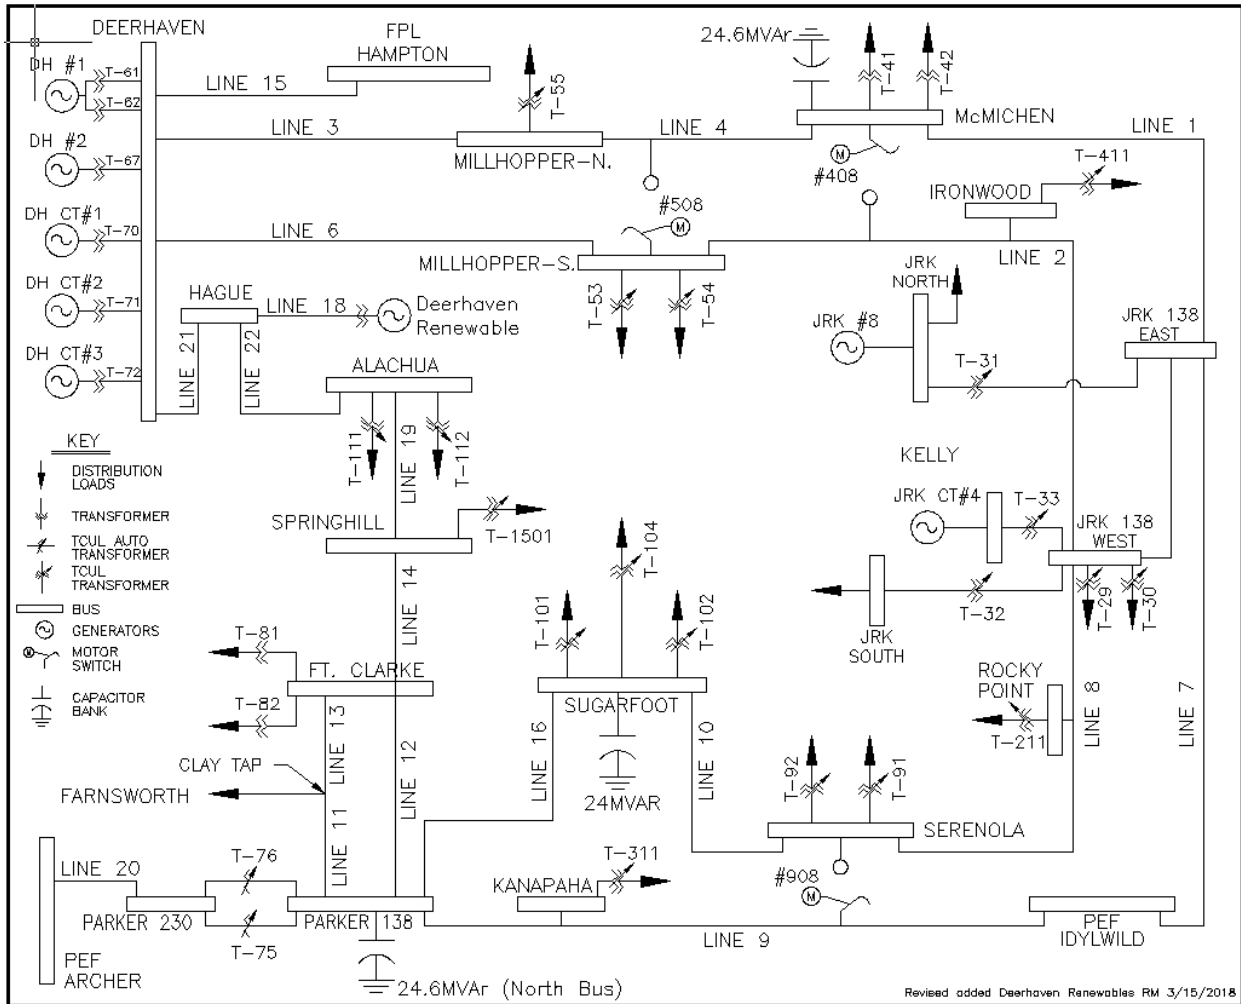 DEERHAVEN
FPL
HAMPTON
24.6MVAr
T-41
T-42
DH #1
T-61
T-62
LINE 15
T-55
McMICHEN
LINE 1
LINE 3
MILLHOPPER-N.
LINE 4
#408
T-411
IRONWOOD
DH #2
T-67
DH CT#1
T-70
LINE 6
#508
MILLHOPPER-S.
LINE 2
T-53
T-54
JRK
NORTH
DH CT#2
T-71
HAGUE
LINE 18
Deerhaven
Renewable
JRK #8
JRK 138
EAST
T-31
DH CT#3
T-72
LINE 21
LINE 22
ALACHUA
T-111
LINE 19
T-112
KEY
DISTRIBUTION
LOADS
TRANSFORMER
TCUL AUTO
TRANSFORMER
TCUL
TRANSFORMER
BUS
GENERATORS
MOTOR
SWITCH
CAPACITOR
BANK
KELLY
JRK CT#4
T-33
JRK 138
WEST
T-29
T-30
T-32
JRK
SOUTH
SPRINGHILL
T-1501
LINE 14
T-101
T-104
T-102
T-81
FT. CLARKE
T-82
SUGARFOOT
24MVAR
ROCKY
POINT
T-211
LINE 8
LINE 7
LINE 13
LINE 12
LINE 16
LINE 10
CLAY TAP
FARNSWORTH
LINE 11
T-92
T-91
SERENOLA
#908
LINE 20
T-76
PARKER 230
T-75
PARKER 138
KANAPAHA
T-311
LINE 9
PEF
IDYLWILD
PEF
ARCHER
24.6MVAr (North Bus)
M
M
M
M
Revised added Deerhaven Renewables RM 3/15/2018